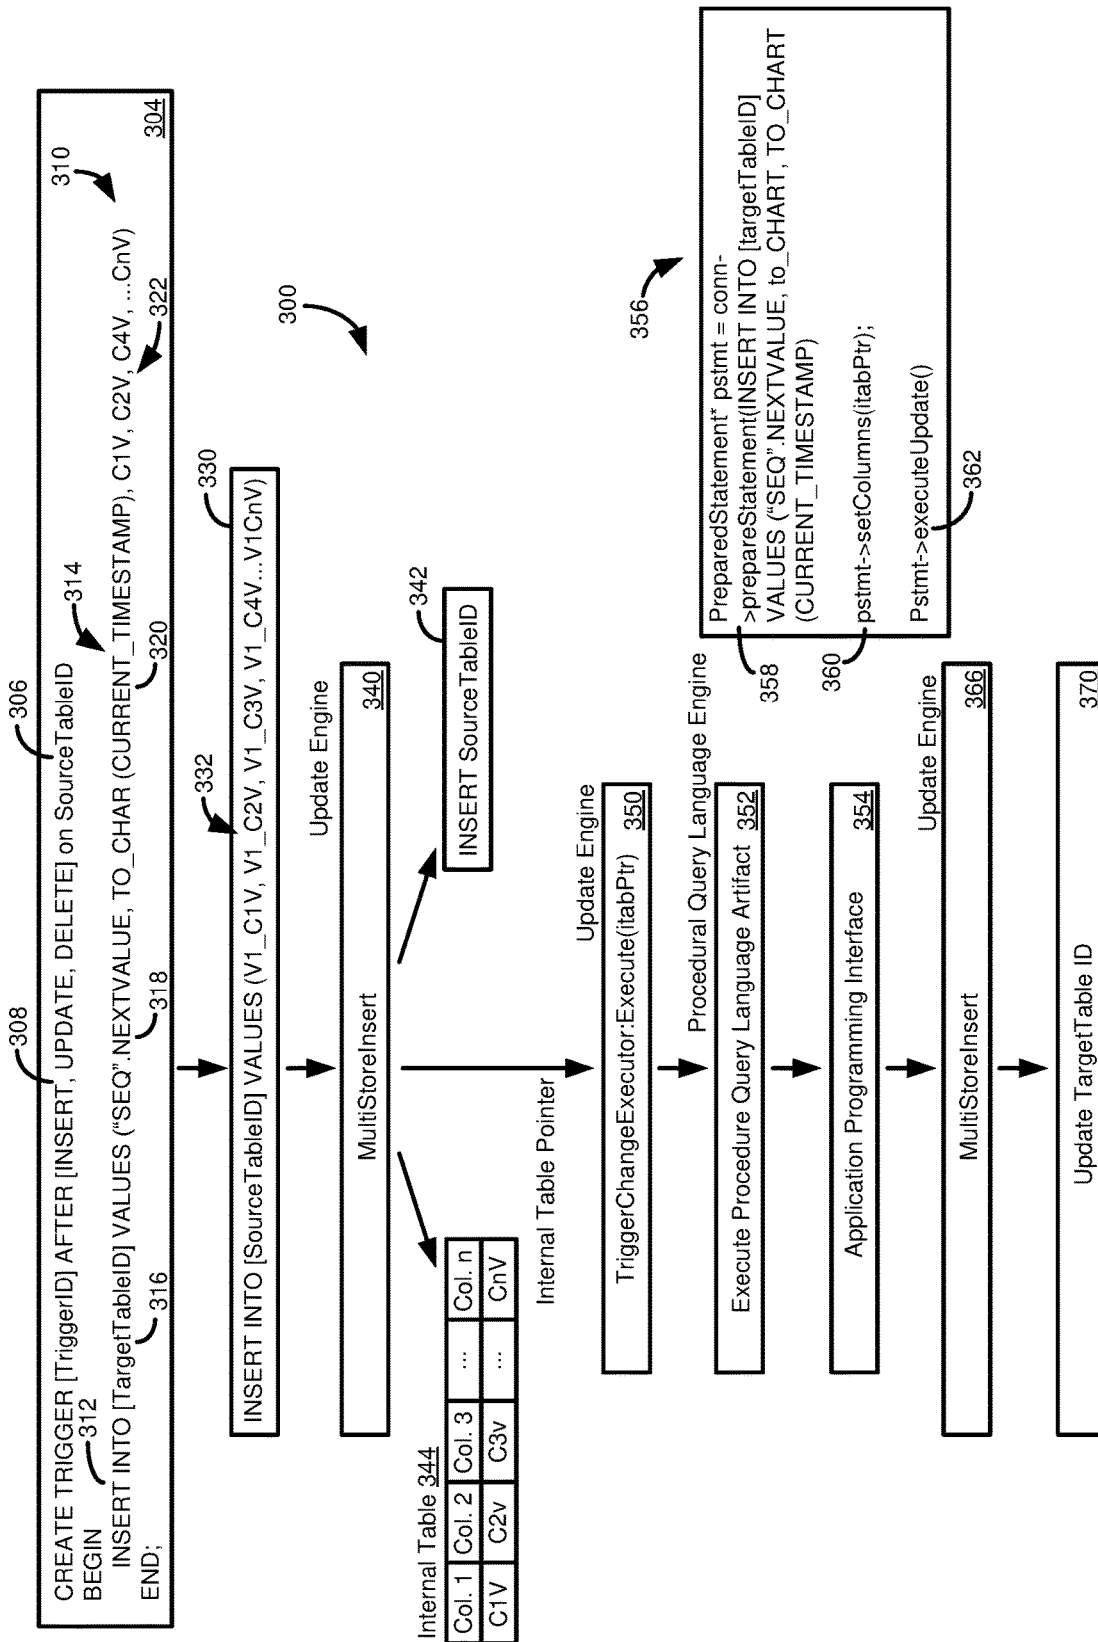 CREATE TRIGGER [TriggerID] AFTER [INSERT, UPDATE, DELETE] on SourceTableID
308
306
BEGIN
312
314
310
INSERT INTO [TargetTableID] VALUES (“SEQ”.NEXTVALUE, TO_CHAR (CURRENT_TIMESTAMP), C1V, C2V, C4V, ...CnV)
END;
316
318
320
322
304
332
330
INSERT INTO [SourceTableID] VALUES (V1_C1V, V1_C2V, V1_C3V, V1_C4V...V1CnV)
300
Update Engine
MultiStoreInsert
340
342
INSERT SourceTableID
Internal Table 344
Col. 1 Col. 2 Col. 3 ... Col. n
C1V C2v C3v ... CnV
Internal Table Pointer
Update Engine
TriggerChangeExecutor:Execute(itabPtr)
350
Procedural Query Language Engine
Execute Procedure Query Language Artifact
352
Application Programming Interface
354
356
PreparedStatement* pstmt = conn-
>prepareStatement(INSERT INTO [targetTableID]
VALUES (“SEQ”.NEXTVALUE, to_CHART, TO_CHART
(CURRENT_TIMESTAMP)
358
pstmt->setColumns(itabPtr);
360
Pstmt->executeUpdate()
362
Update Engine
MultiStoreInsert
366
Update TargetTable ID
370